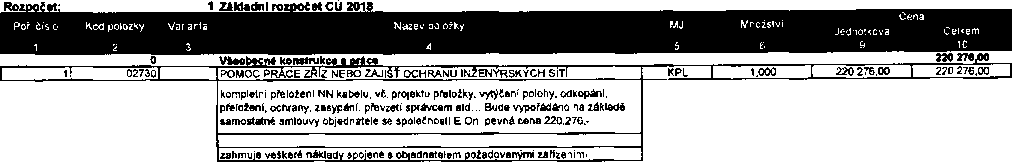 Rozpočet: 1 Základní rozpočet CÚ 2018
Poř. číslo Kód položky Varianta Název položky MJ Množství Cena
Jednotková Celkem
1 2 3 4 5 6 9 10
0 Všeobecné konstrukce a práce 220 276,00
1 02730 POMOC PRÁCE ZŘÍZ NEBO ZAJIŠŤ OCHRANU INŽENÝRSKÝCH SÍTÍ KPL 1,000 220 276,00 220 276,00
kompletní přeložení NN kabelu, vč. projektu přeložky, vytýčení polohy, odkopání,
přeložení, ochrany, zasypání, převzetí správcem atd... Bude vypořádáno na základě
samostatné smlouvy objednatele se společností E.On, pevná cena 220.276,-
zahrnuje veškeré náklady spojené s objednatelem požadovanými zařízeními